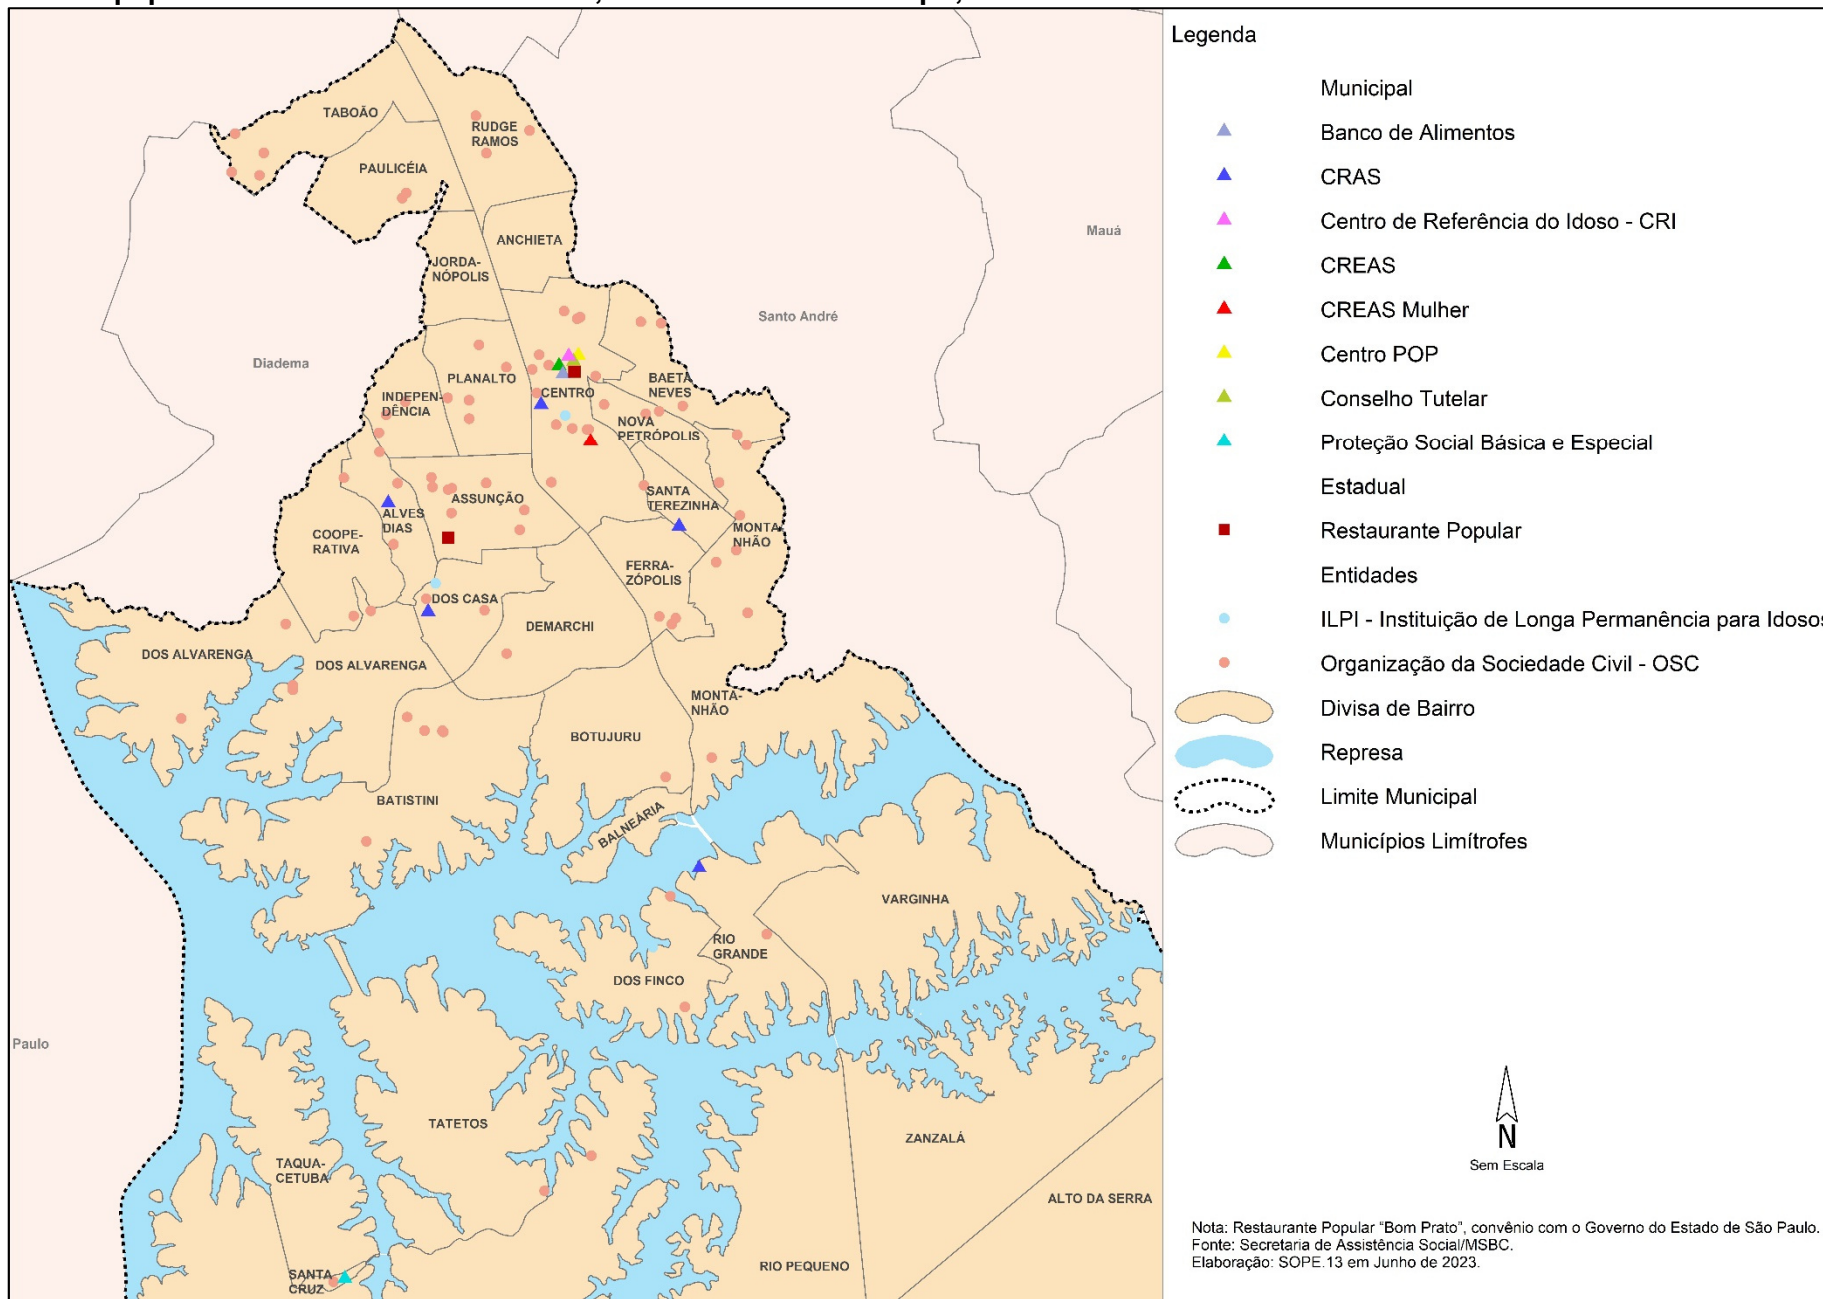 TABOÃO
RUDGE
RAMOS
PAULICÉIA
ANCHIETA
JORDA-
NÓPOLIS
Mauá
Santo André
Diadema
PLANALTO
INDEPEN-
DÊNCIA
CENTRO
BAETA
NEVES
NOVA
PETRÓPOLIS
ASSUNÇÃO
SANTA
TEREZINHA
ALVES
DIAS
COOPE-
RATIVA
MONTA-
NHÃO
FERRA-
ZÓPOLIS
DOS CASA
DEMARCHI
DOS ALVARENGA
DOS ALVARENGA
MONTA-
NHÃO
BOTUJURU
BATISTINI
BALNEÁRIA
VARGINHA
RIO
GRANDE
DOS FINCO
Paulo
TATETOS
ZANZALÁ
TAQUA-
CETUBA
ALTO DA SERRA
RIO PEQUENO
SANTA
CRUZ
Legenda
Municipal
Banco de Alimentos
CRAS
Centro de Referência do Idoso - CRI
CREAS
CREAS Mulher
Centro POP
Conselho Tutelar
Proteção Social Básica e Especial
Estadual
Restaurante Popular
Entidades
ILPI - Instituição de Longa Permanência para Idosos
Organização da Sociedade Civil - OSC
Divisa de Bairro
Represa
Limite Municipal
Municípios Limítrofes
N
Sem Escala
Nota: Restaurante Popular "Bom Prato", convênio com o Governo do Estado de São Paulo.
Fonte: Secretaria de Assistência Social/MSBC.
Elaboração: SOPE.13 em Junho de 2023.